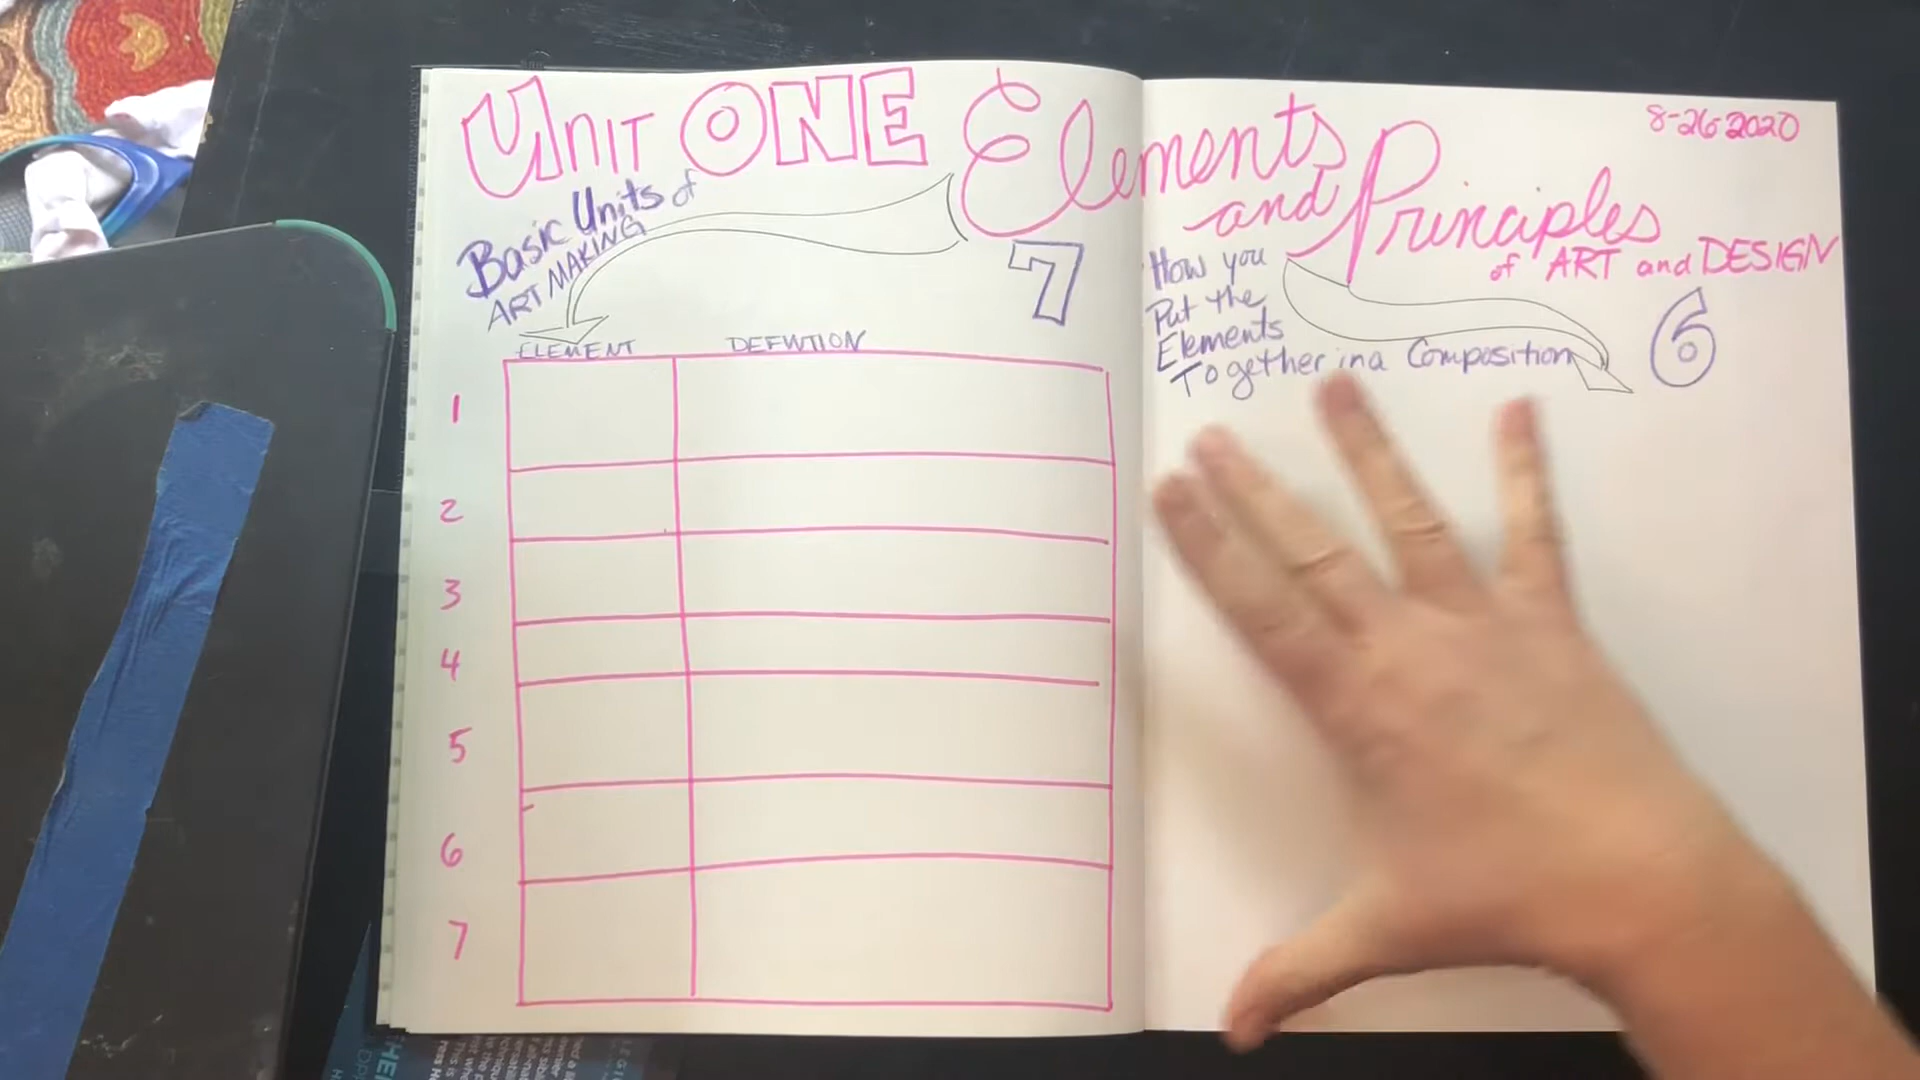 UNIT ONE Elements
and Principles
of ART and DESIGN
8-26-2020
Basic Units of
ART MAKING
7
How you
Put the
Elements
Together in a Composition
6
ELEMENT DEFINTION
1
2
3
4
5
6
7